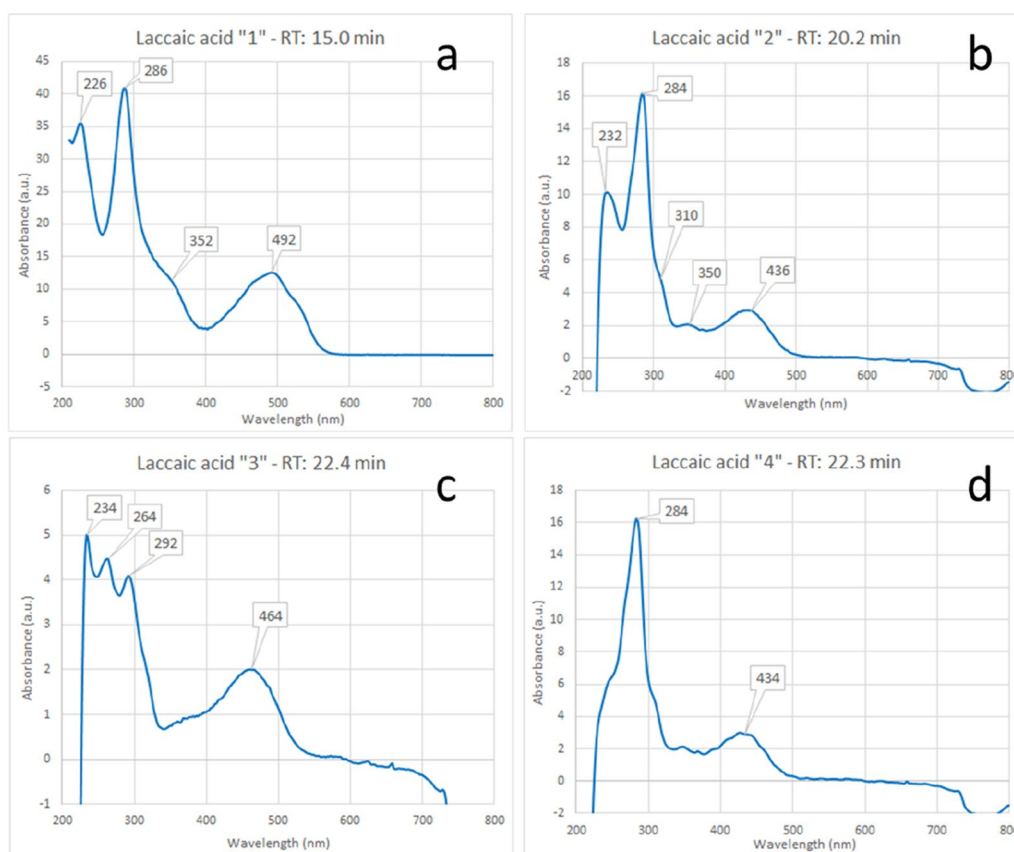 Laccaic acid "1" - RT: 15.0 min
a
Absorbance (a.u.)
45
40
35
30
25
20
15
10
5
0
-5
226
286
352
492
200 300 400 500 600 700 800
Wavelength (nm)
Laccaic acid "2" - RT: 20.2 min
b
Absorbance (a.u.)
18
16
14
12
10
8
6
4
2
0
-2
284
232
310
350
436
200 300 400 500 600 700 800
Wavelength (nm)
Laccaic acid "3" - RT: 22.4 min
c
Absorbance (a.u.)
6
5
4
3
2
1
0
-1
234
264
292
464
200 300 400 500 600 700 800
Wavelength (nm)
Laccaic acid "4" - RT: 22.3 min
d
Absorbance (a.u.)
18
16
14
12
10
8
6
4
2
0
-2
284
434
200 300 400 500 600 700 800
Wavelength (nm)